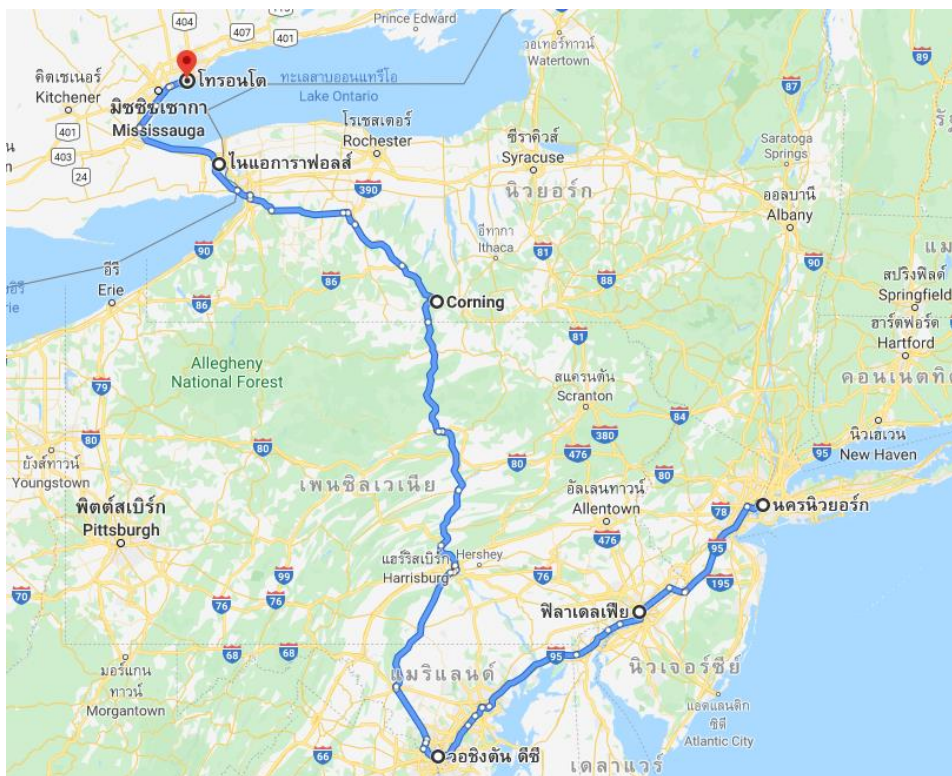 404
407
401
Prince Edward
81
89
วอเทอร์ทาวน์
Watertown
87
คิตเชเนอร์
Kitchener
โทรอนโต
ทะเลสาบออนแทรีโอ
Lake Ontario
มิซซิซเซากา
Mississauga
401
403
24
โรเชสเตอร์
Rochester
ซีราคิวส์
Syracuse
Saratoga
Springs
ไนแอการาฟอลส์
390
นิวยอร์ก
ออลบานี
Albany
90
อีทากา
Ithaca
81
90
แม
อีรี
Erie
86
86
88
สปริงฟิลด์
Springfield
Corning
ฮาร์ตฟอร์ด
Hartford
81
Allegheny
National Forest
79
สแครนตัน
Scranton
84
คอนเนตทิ
80
80
380
476
80
95
นิวเฮเวน
New Haven
ยังส์ทาวน์
Youngstown
เพนซิลเวเนีย
80
อัลเลนทาวน์
Allentown
78
นครนิวยอร์ก
พิตต์สเบิร์ก
Pittsburgh
476
95
แฮร์ริสเบิร์ก
Harrisburg
Hershey
99
76
195
70
76
76
ฟิลาเดลเฟีย
68
68
95
นิวเจอร์ซีย์
มอร์แกน
ทาวน์
Morgantown
แมริแลนด์
แอตแลนติก
ซิตี
Atlantic City
66
วอชิงตัน ดีซี
เดลาแวร์